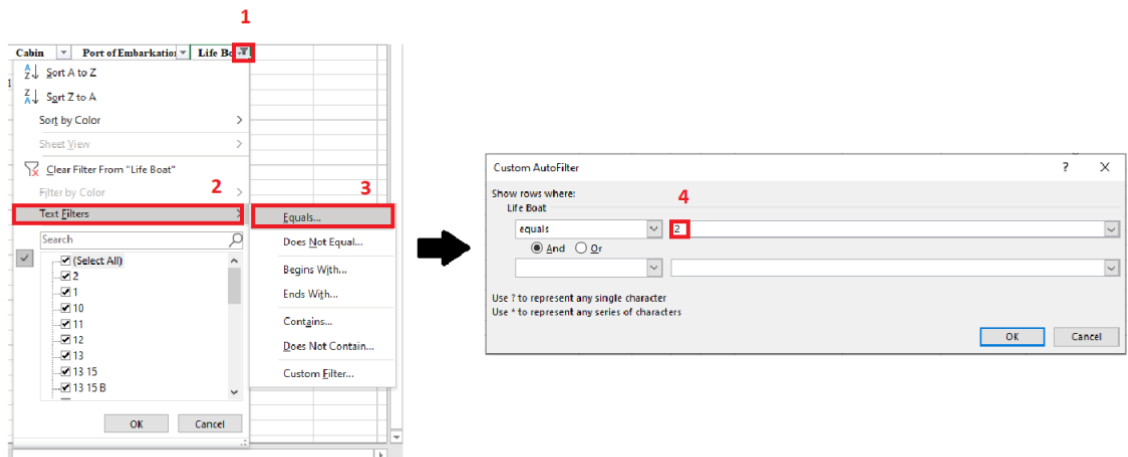 1
Cabin Port of Embarkation Life Bo
Sort A to Z
Sort Z to A
Sort by Color
Sheet View
Clear Filter From "Life Boat"
Filter by Color
2
Text Filters
Search
(Select All)
2
1
10
11
12
13
13 15
13 15 B
OK Cancel
3
Equals...
Does Not Equal...
Begins With...
Ends With...
Contains...
Does Not Contain...
Custom Filter...
Custom AutoFilter ? X
Show rows where:
Life Boat
4
equals 2
And Or
Use ? to represent any single character
Use * to represent any series of characters
OK Cancel